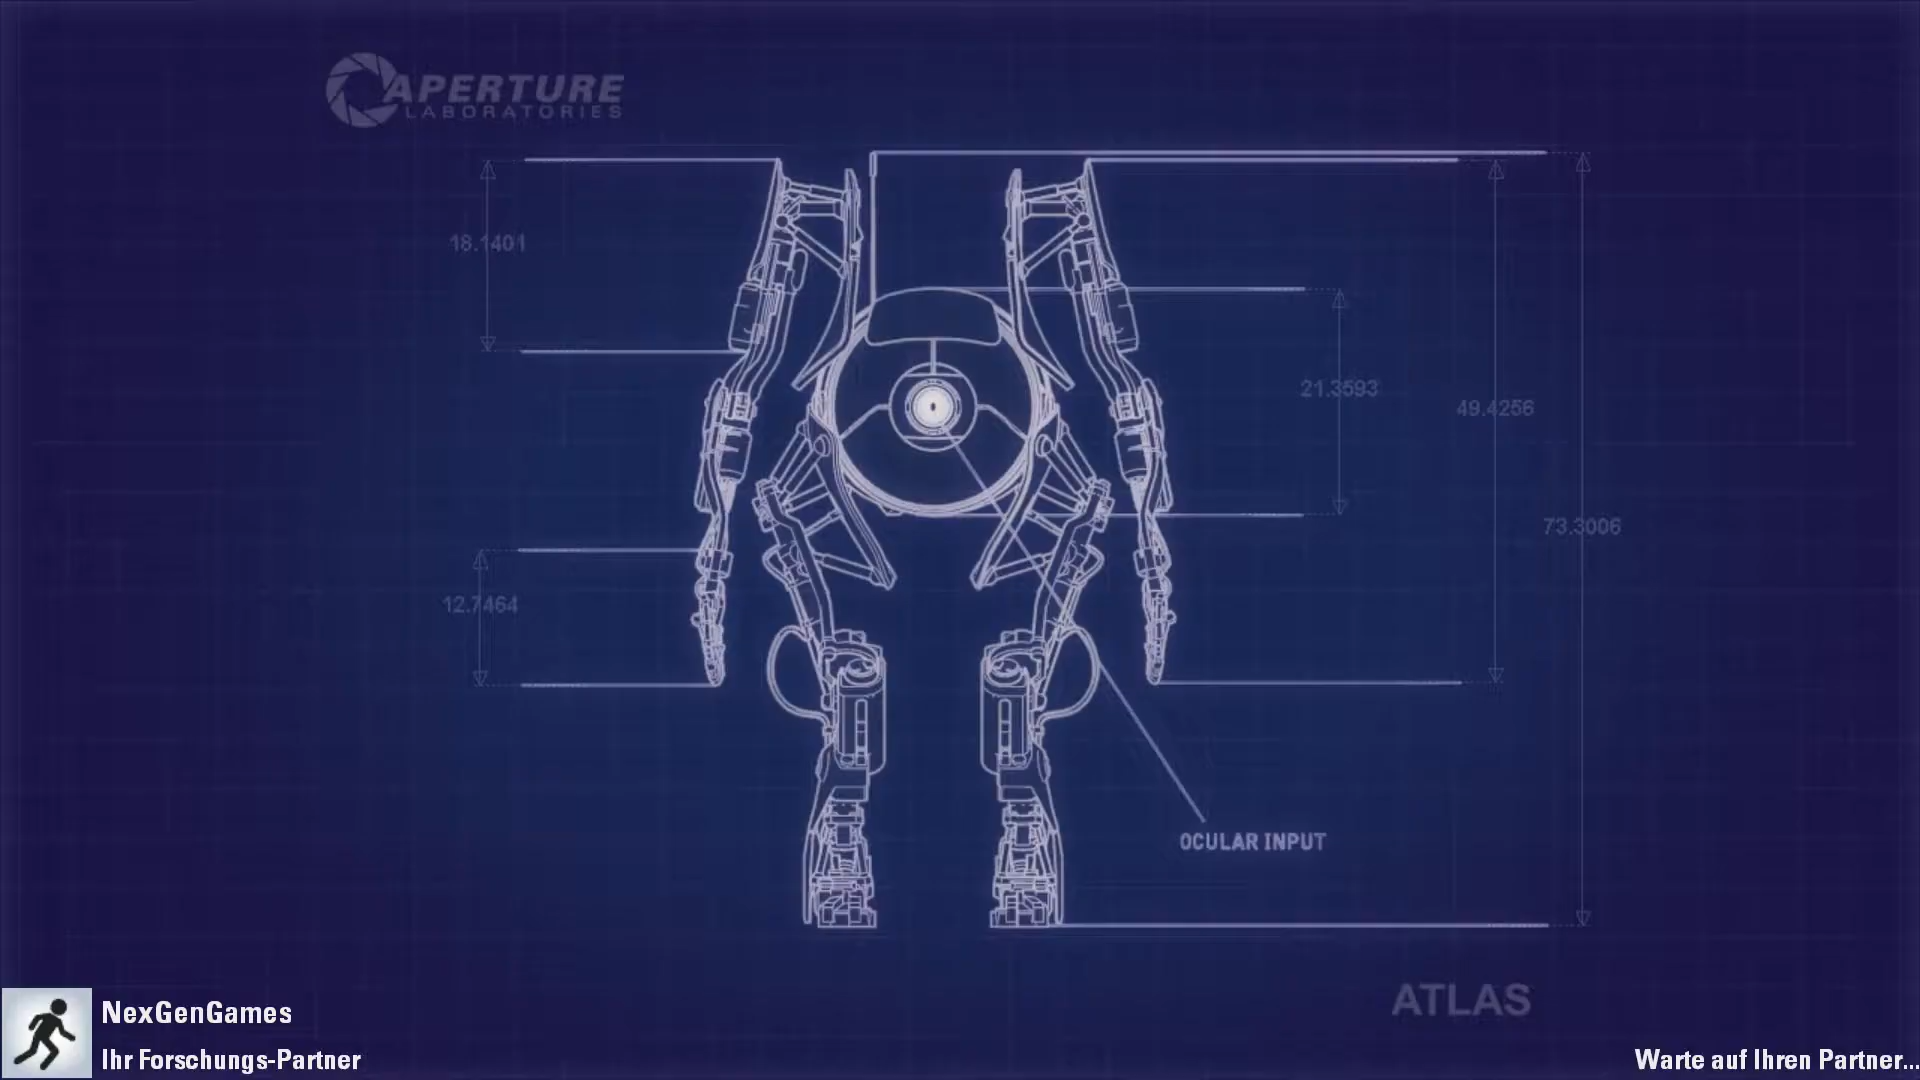 APERTURE
LABORATORIES
18.1401
21.3593
49.4256
73.3006
12.7464
OCULAR INPUT
ATLAS
NexGenGames
Ihr Forschungs-Partner
Warte auf Ihren Partner...